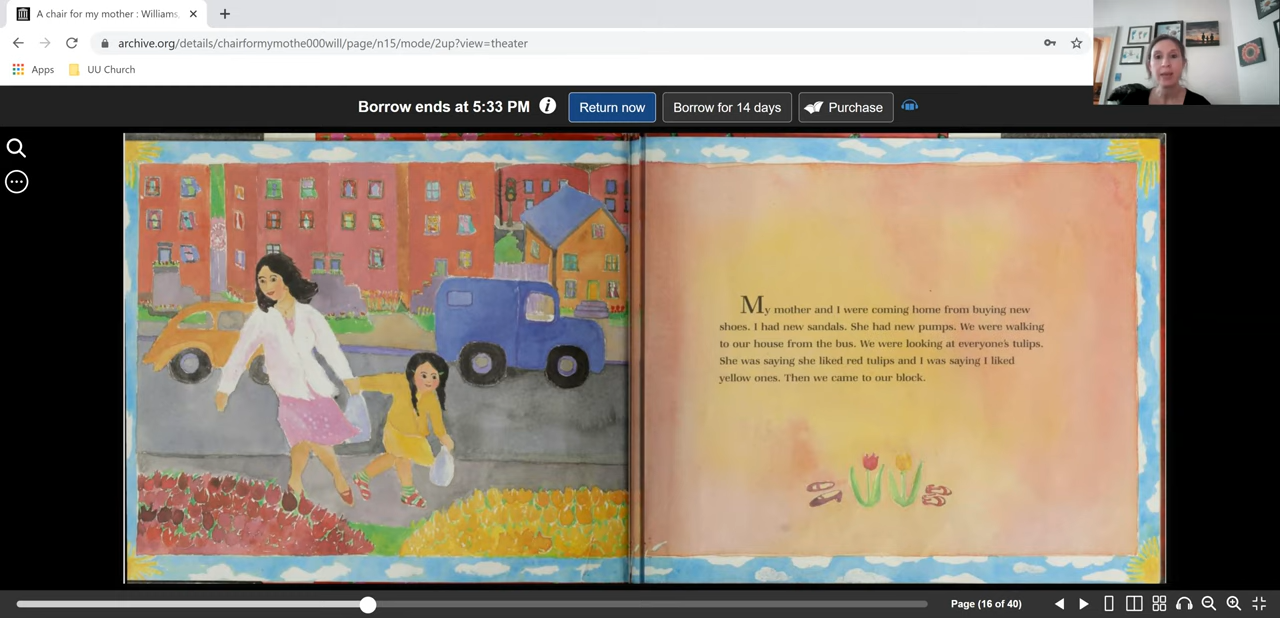 A chair for my mother : Williams,
archive.org/details/chairformymothe000will/page/n15/mode/2up?view=theater
Apps
UU Church
Borrow ends at 5:33 PM
Return now
Borrow for 14 days
Purchase
My mother and I were coming home from buying new
shoes. I had new sandals. She had new pumps. We were walking
to our house from the bus. We were looking at everyone's tulips.
She was saying she liked red tulips and I was saying I liked
yellow ones. Then we came to our block.
Page (16 of 40)